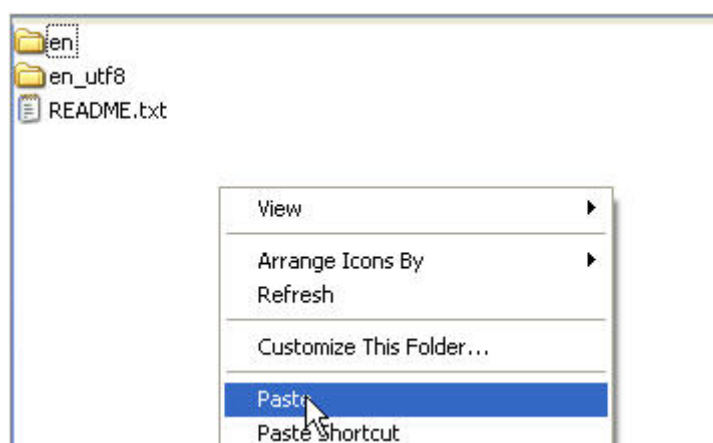 en
en_utf8
README.txt
View
Arrange Icons By
Refresh
Customize This Folder...
Paste
Paste Shortcut